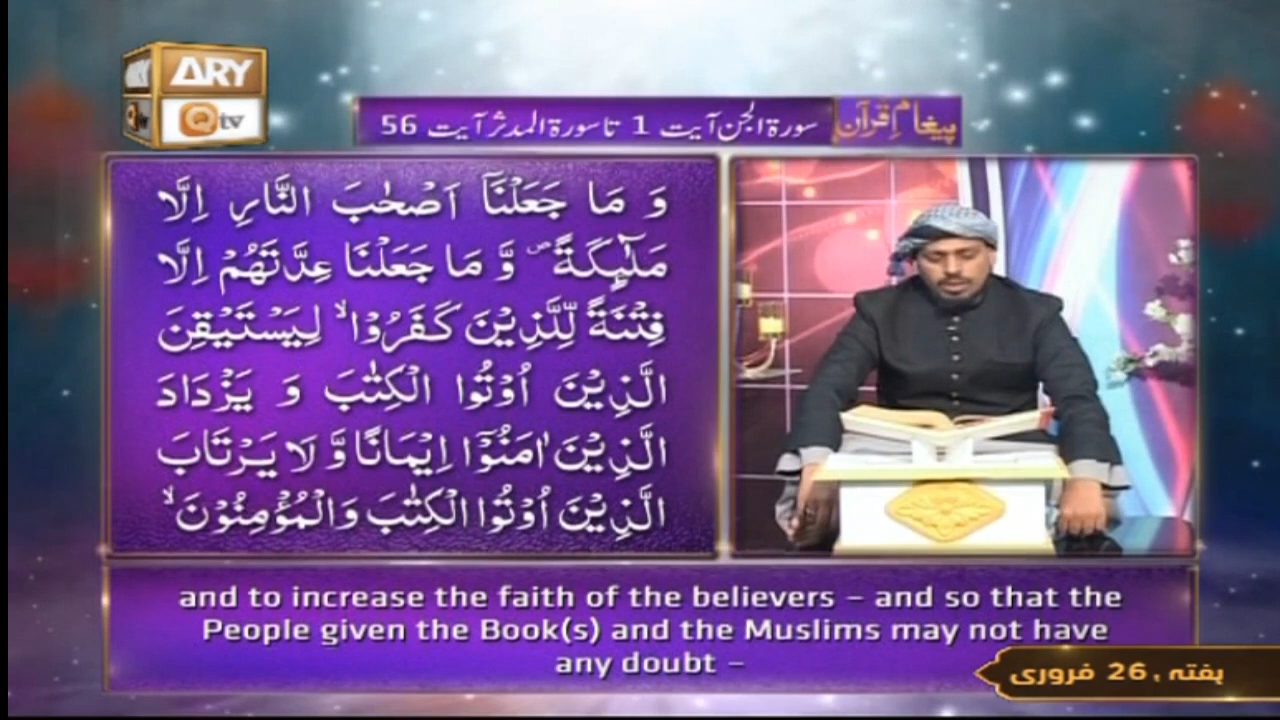 ARY
Qtv
پیغامِ قرآن
سورۃ الجن آیت 1 تا سورۃ المدثر آیت 56
وَ مَا جَعَلْنَاۤ اَصْحٰبَ النَّارِ اِلَّا
مَلٰٓىِٕكَةً ۪ وَّ مَا جَعَلْنَا عِدَّتَهُمْ اِلَّا
فِتْنَةً لِّلَّذِیْنَ كَفَرُوْا ۙ لِیَسْتَیْقِنَ
الَّذِیْنَ اُوْتُوا الْكِتٰبَ وَ یَزْدَادَ
الَّذِیْنَ اٰمَنُوْۤا اِیْمَانًا وَّ لَا یَرْتَابَ
الَّذِیْنَ اُوْتُوا الْكِتٰبَ وَالْمُؤْمِنُوْنَ ۙ
and to increase the faith of the believers – and so that the
People given the Book(s) and the Muslims may not have
any doubt –
ہفتہ , 26 فروری